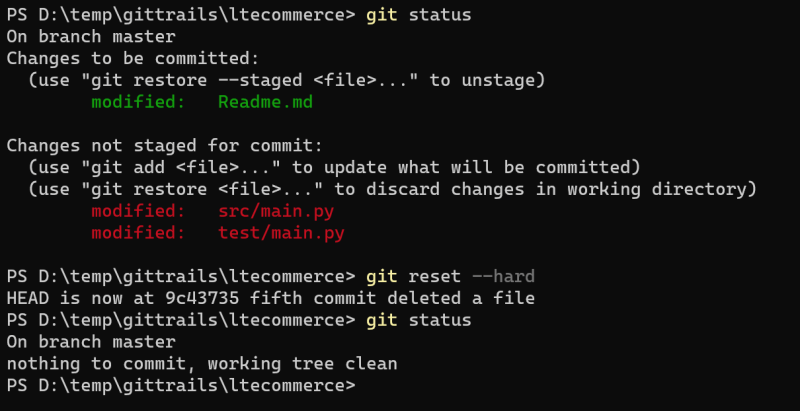 PS D:\temp\gittrails\ltecommerce> git status
On branch master
Changes to be committed:
  (use "git restore --staged <file>..." to unstage)
        modified:   Readme.md

Changes not staged for commit:
  (use "git add <file>..." to update what will be committed)
  (use "git restore <file>..." to discard changes in working directory)
        modified:   src/main.py
        modified:   test/main.py

PS D:\temp\gittrails\ltecommerce> git reset --hard
HEAD is now at 9c43735 fifth commit deleted a file
PS D:\temp\gittrails\ltecommerce> git status
On branch master
nothing to commit, working tree clean
PS D:\temp\gittrails\ltecommerce>